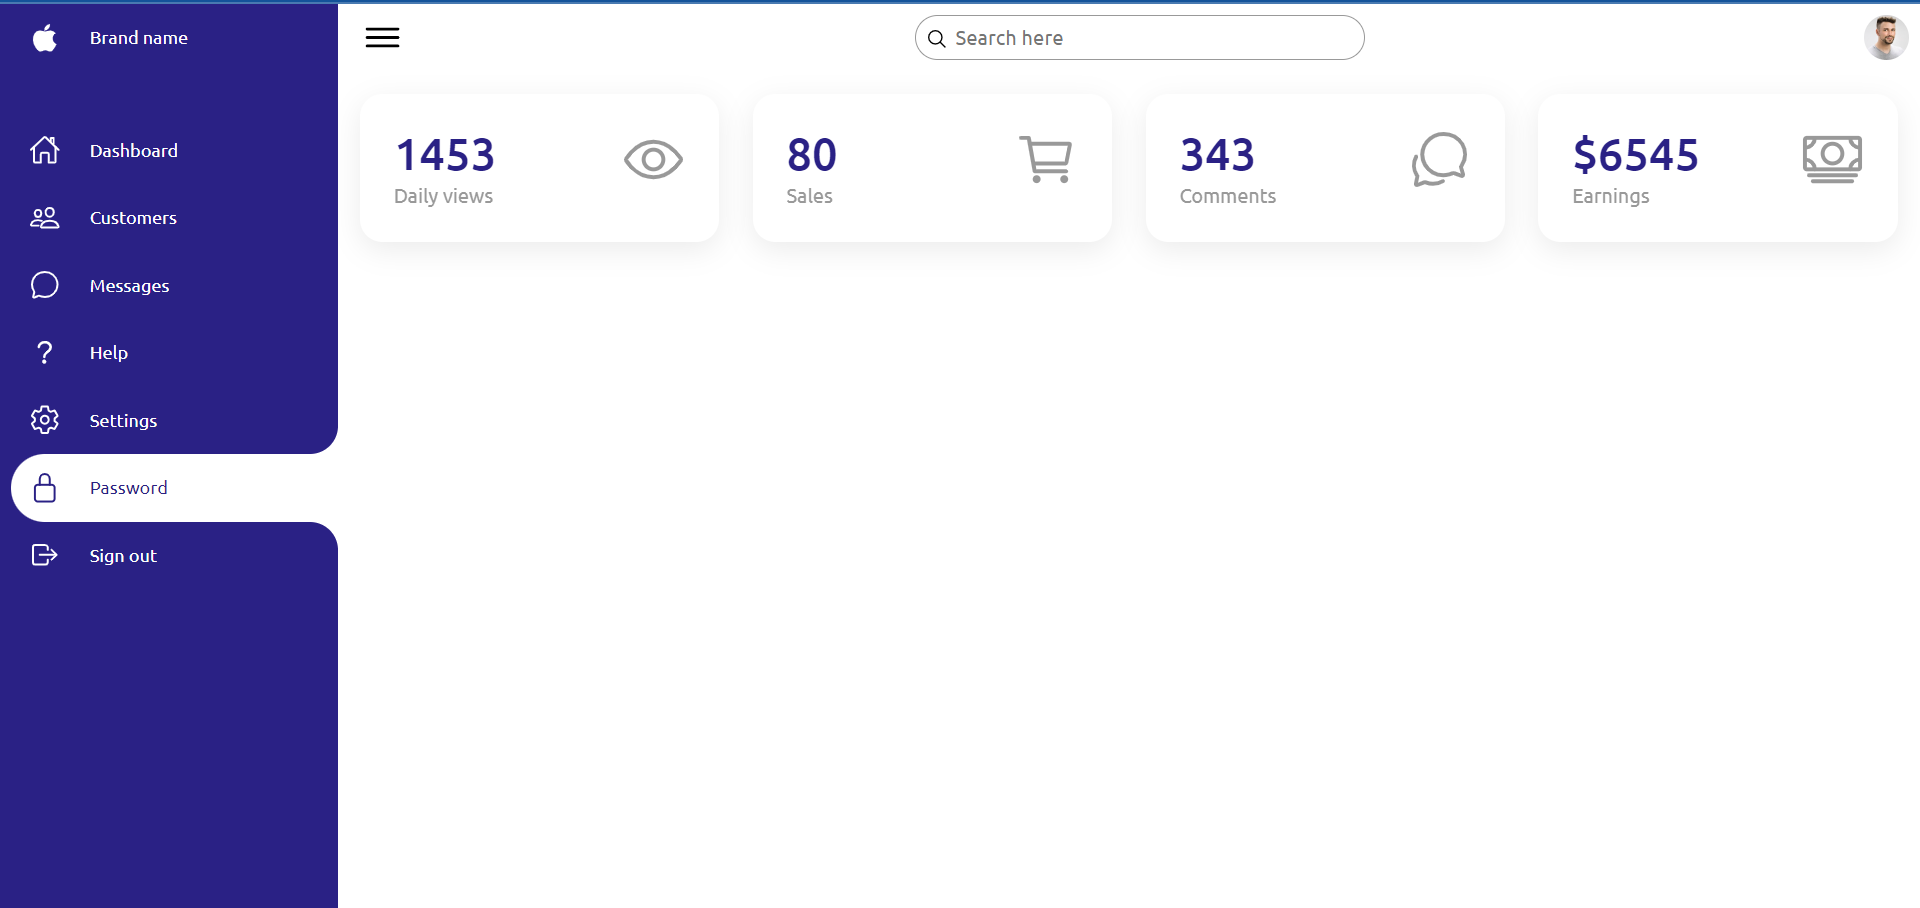 Brand name
Search here
Dashboard
Customers
Messages
Help
Settings
Password
Sign out
1453
Daily views
80
Sales
343
Comments
$6545
Earnings